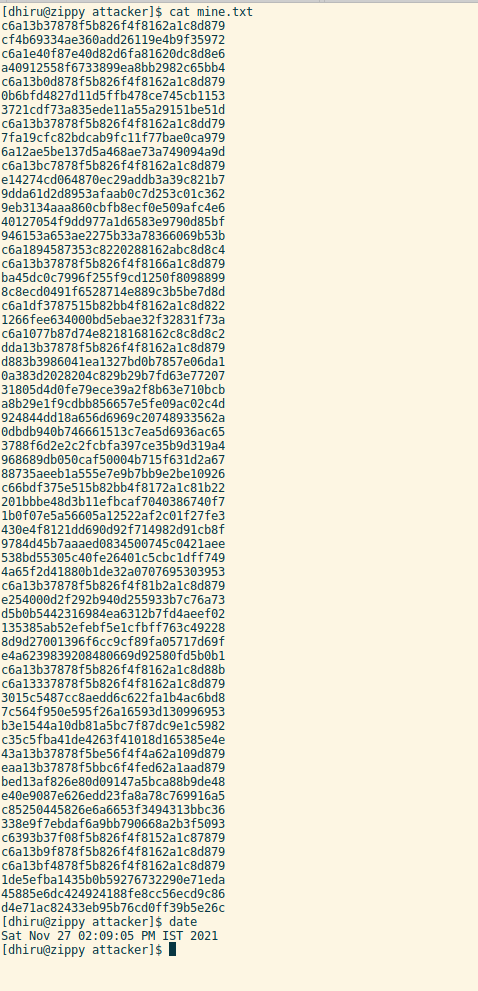 [dhiru@zippy attacker]$ cat mine.txt
c6a13b37878f5b826f4f8162a1c8d879
cf4b69334ae360add26119e4b9f35972
c6a1e40f87e40d82d6fa81620dc8d8e6
a40912558f6733899ea8bb2982c65bb4
c6a13b0d878f5b826f4f8162a1c8d879
0b6bfd4827d11d5ffb478ce745cb1153
3721cdf73a835ede11a55a29151be51d
c6a13b37878f5b826f4f8162a1c8dd79
7fa19cfc82bdcab9fc11f77bae0ca979
6a12ae5be137d5a468ae73a749094a9d
c6a13bc7878f5b826f4f8162a1c8d879
e14274cd064870ec29addb3a39c821b7
9dda61d2d8953afaab0c7d253c01c362
9eb3134aaa860cbfb8ecf0e509afc4e6
40127054f9dd977a1d6583e9790d85bf
946153a653ae2275b33a78366069b53b
c6a1894587353c8220288162abc8d8c4
c6a13b37878f5b826f4f8166a1c8d879
ba45dc0c7996f255f9cd1250f8098899
8c8ecd0491f6528714e889c3b5be7d8d
c6a1df3787515b82bb4f8162a1c8d822
1266fee634000bd5ebae32f32831f73a
c6a1077b87d74e8218168162c8c8d8c2
dda13b37878f5b826f4f8162a1c8d879
d883b3986041ea1327bd0b7857e06da1
0a383d2028204c829b29b7fd63e77207
31805d4d0fe79ece39a2f8b63e710bcb
a8b29e1f9cdbb856657e5fe09ac02c4d
924844dd18a656d6969c20748933562a
0dbdb940b746661513c7ea5d6936ac65
3788f6d2e2c2fcbfa397ce35b9d319a4
968689db050caf50004b715f631d2a67
88735aeeb1a555e7e9b7bb9e2be10926
c66bdf375e515b82bb4f8172a1c81b22
201bbbe48d3b11efbcaf7040386740f7
1b0f07e5a56605a12522af2c01f27fe3
430e4f8121dd690d92f714982d91cb8f
9784d45b7aaaed0834500745c0421aee
538bd55305c40fe26401c5cbc1dff749
4a65f2d41880b1de32a0707695303953
c6a13b37878f5b826f4f81b2a1c8d879
e254000d2f292b940d255933b7c76a73
d5b0b5442316984ea6312b7fd4aeef02
135385ab52efebf5e1cfbff763c49228
8d9d27001396f6cc9cf89fa05717d69f
e4a6239839208480669d92580fd5b0b1
c6a13b37878f5b826f4f8162a1c8d88b
c6a13337878f5b826f4f8162a1c8d879
3015c5487cc8aedd6c622fa1b4ac6bd8
7c564f950e595f26a16593d130996953
b3e1544a10db81a5bc7f87dc9e1c5982
c35c5fba41de4263f41018d165385e4e
43a13b37878f5be56f4f4a62a109d879
eaa13b37878f5bbc6f4fed62a1aad879
bed13af826e80d09147a5bca88b9de48
e40e9087e626edd23fa8a78c769916a5
c85250445826e6a6653f3494313bbc36
338e9f7ebdaf6a9bb790668a2b3f5093
c6393b37f08f5b826f4f8152a1c87879
c6a13b9f878f5b826f4f8162a1c8d879
c6a13bf4878f5b826f4f8162a1c8d879
1de5efba1435b0b59276732290e71eda
45885e6dc424924188fe8cc56ecd9c86
d4e71ac82433eb95b76cd0ff39b5e26c
[dhiru@zippy attacker]$ date
Sat Nov 27 02:09:05 PM IST 2021
[dhiru@zippy attacker]$